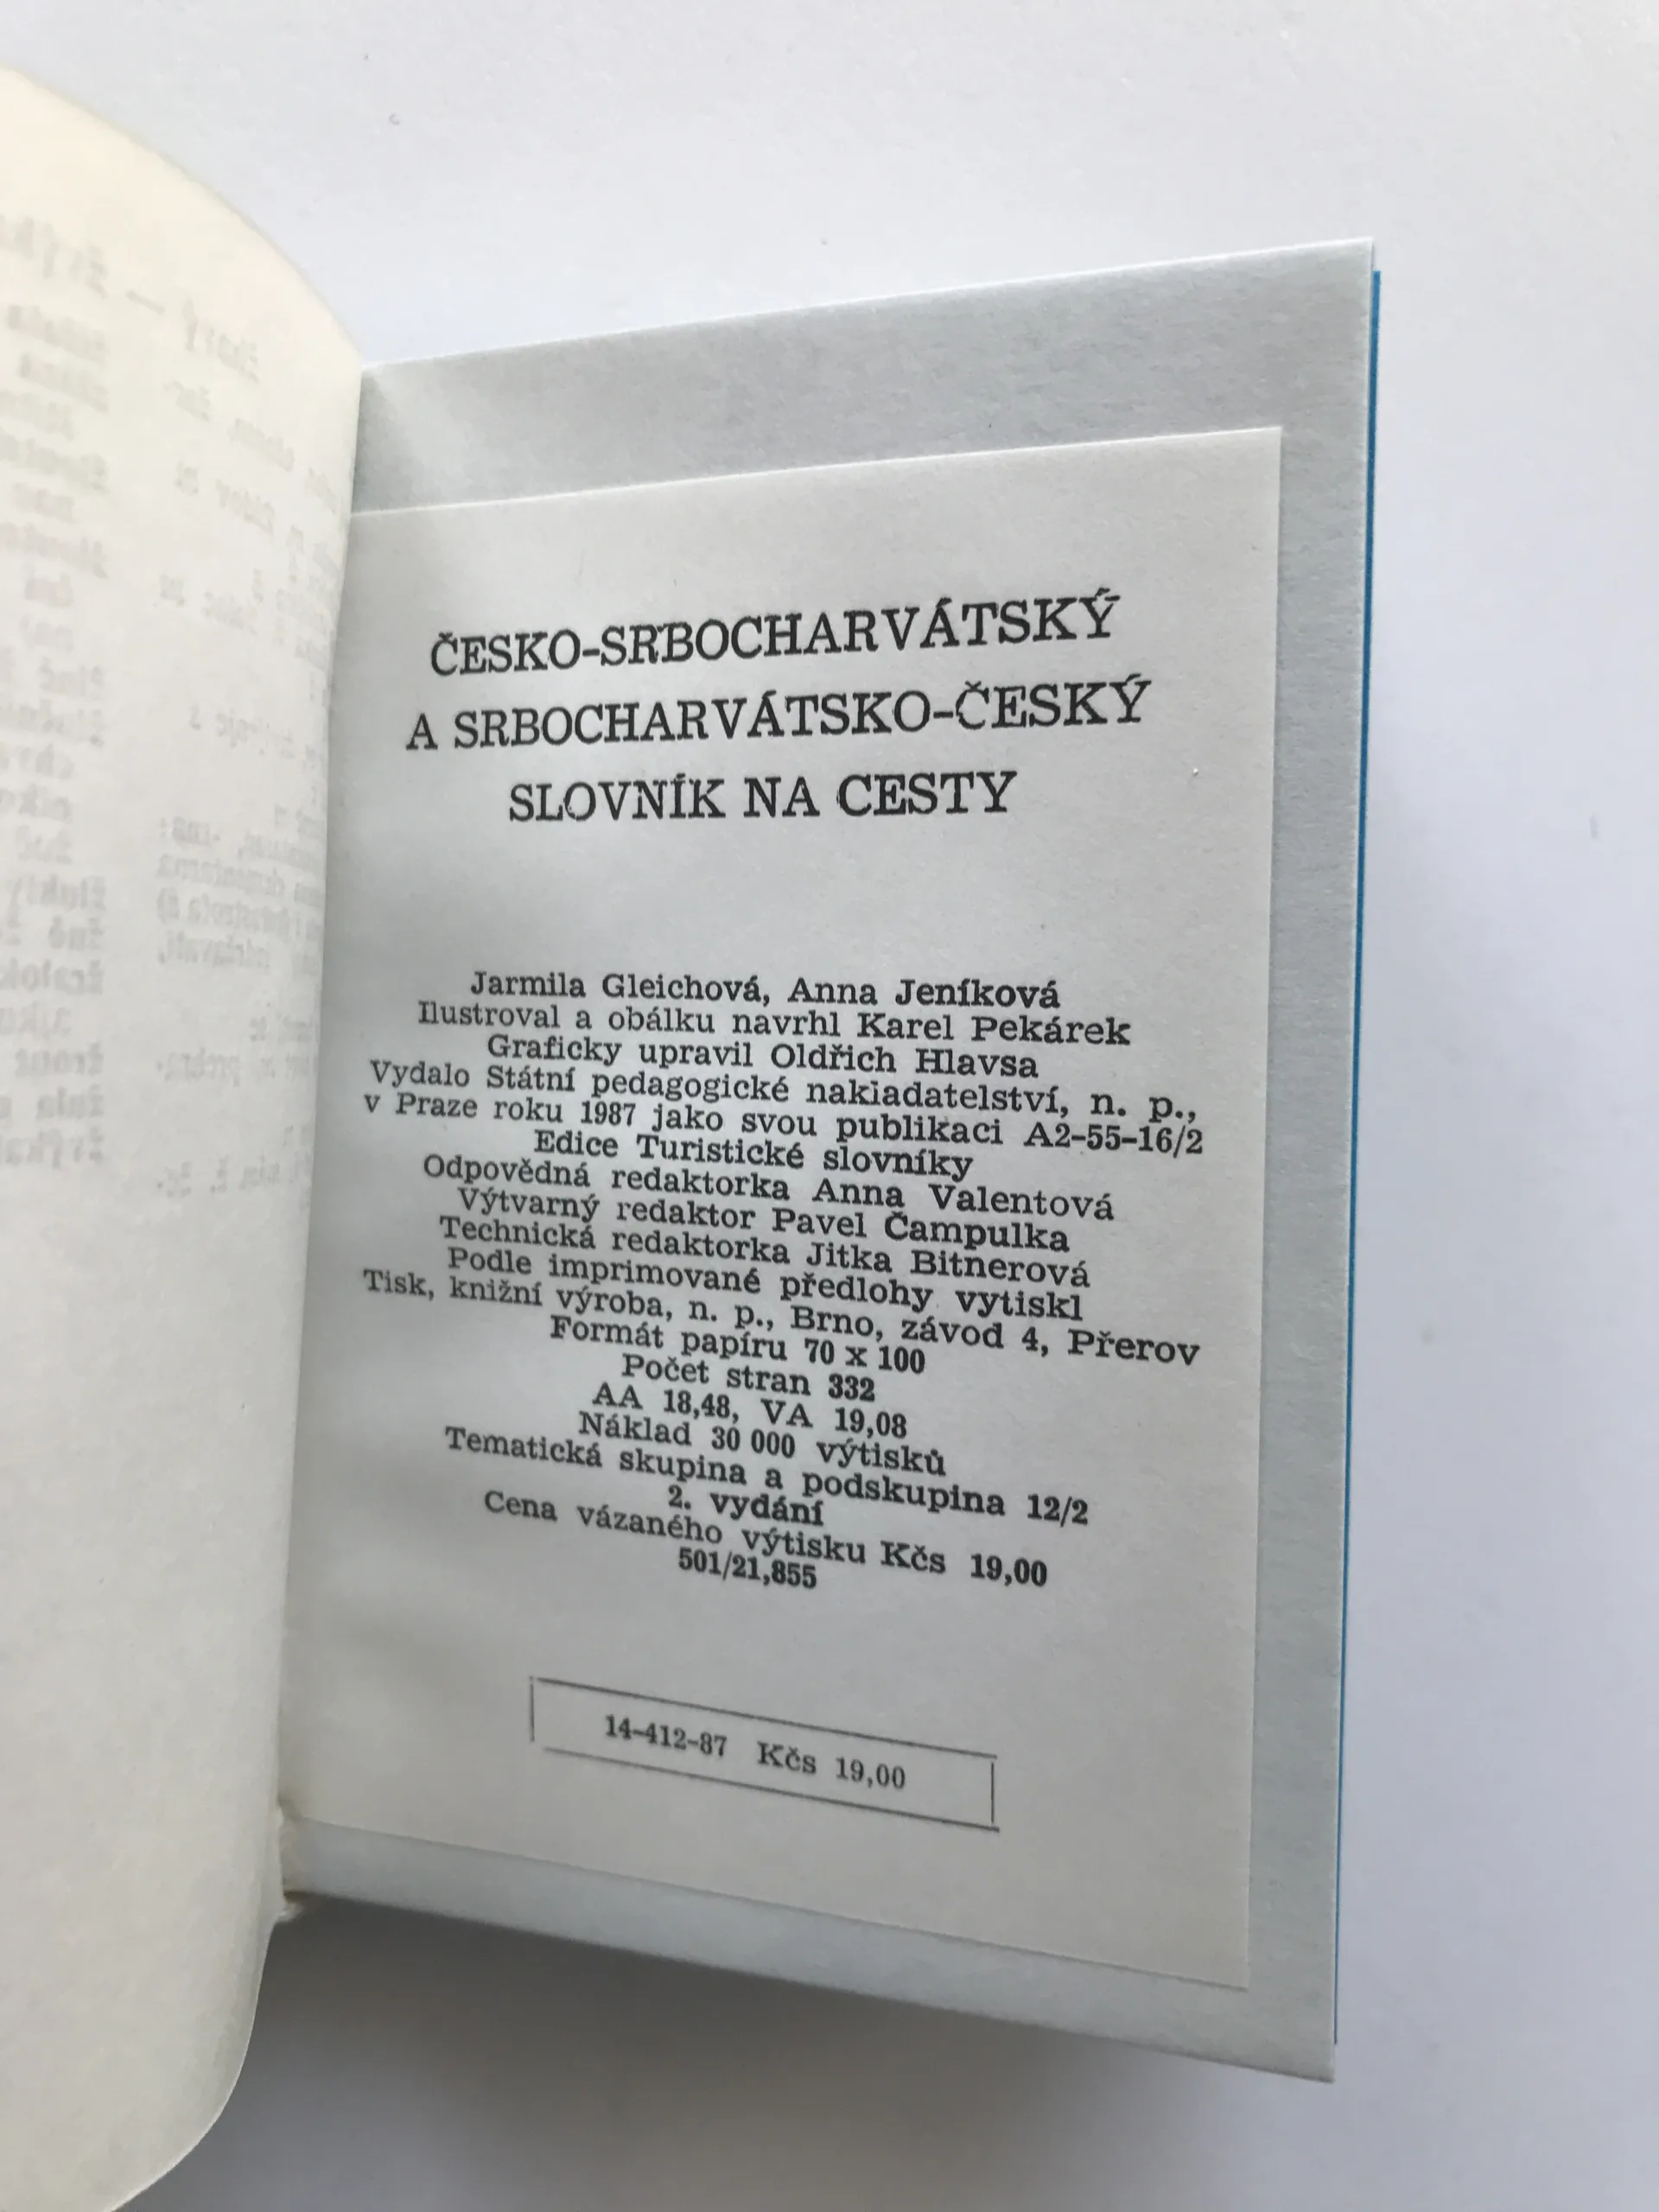 ČESKO-SRBOCHARVÁTSKÝ
A SRBOCHARVÁTSKO-ČESKÝ
SLOVNÍK NA CESTY
Jarmila Gleichová, Anna Jeníková
Ilustroval a obálku navrhl Karel Pekárek
Graficky upravil Oldřich Hlavsa
Vydalo Státní pedagogické nakladatelství, n. p.,
v Praze roku 1987 jako svou publikaci A2-55-16/2
Edice Turistické slovníky
Odpovědná redaktorka Anna Valentová
Výtvarný redaktor Pavel Čampulka
Technická redaktorka Jitka Bitnerová
Podle imprimované předlohy vytiskl
Tisk, knižní výroba, n. p., Brno, závod 4, Přerov
Formát papíru 70 x 100
Počet stran 332
AA 18,48, VA 19,08
Náklad 30 000 výtisků
Tematická skupina a podskupina 12/2
2. vydání
Cena vázaného výtisku Kčs 19,00
501/21,855
14-412-87 Kčs 19,00